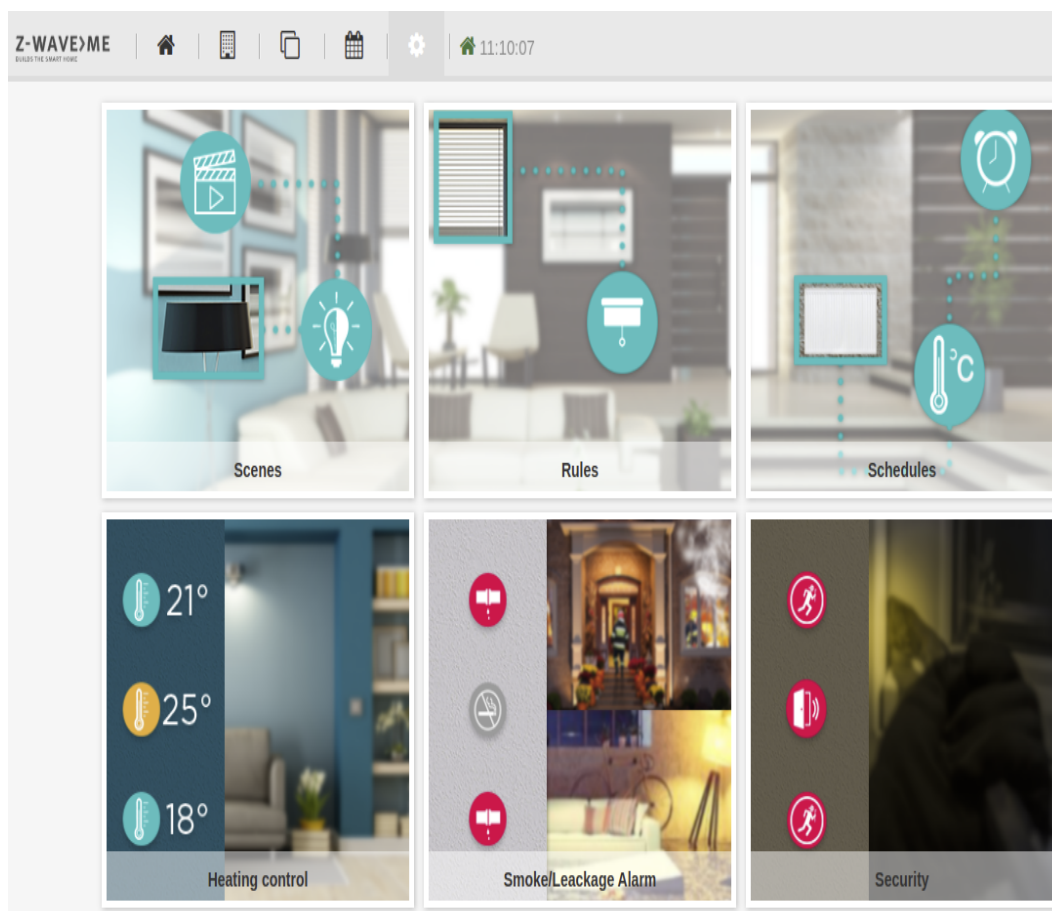 Z-WAVE>ME
BUILDS THE SMART HOME
11:10:07
°C
Scenes
Rules
Schedules
21°
25°
18°
Heating control
Smoke/Leackage Alarm
Security